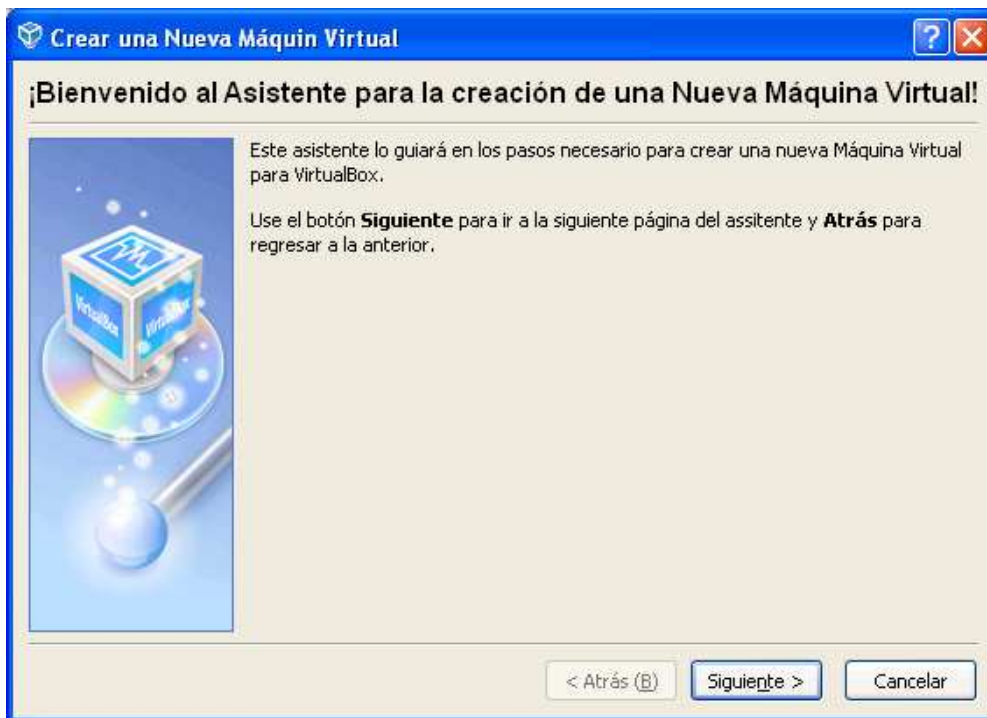 Crear una Nueva Máquin Virtual
¡Bienvenido al Asistente para la creación de una Nueva Máquina Virtual!
Este asistente lo guiará en los pasos necesario para crear una nueva Máquina Virtual
para VirtualBox.
Use el botón Siguiente para ir a la siguiente página del assitente y Atrás para
regresar a la anterior.
VirtualBox
VirtualBox
< Atrás (B)
Siguiente >
Cancelar